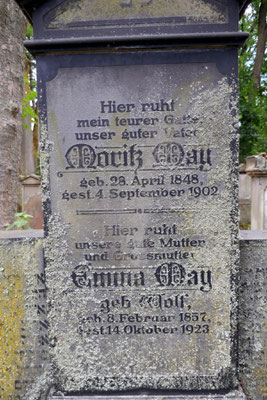 Hier ruht
mein teurer Gatte
unser guter Vater
Moritz May
geb. 28. April 1848,
gest. 4. September 1902
Hier ruht
unsere gute Mutter
und Grossmutter
Emma May
geb. Wolf,
geb. 8. Februar 1857,
gest. 14. Oktober 1923